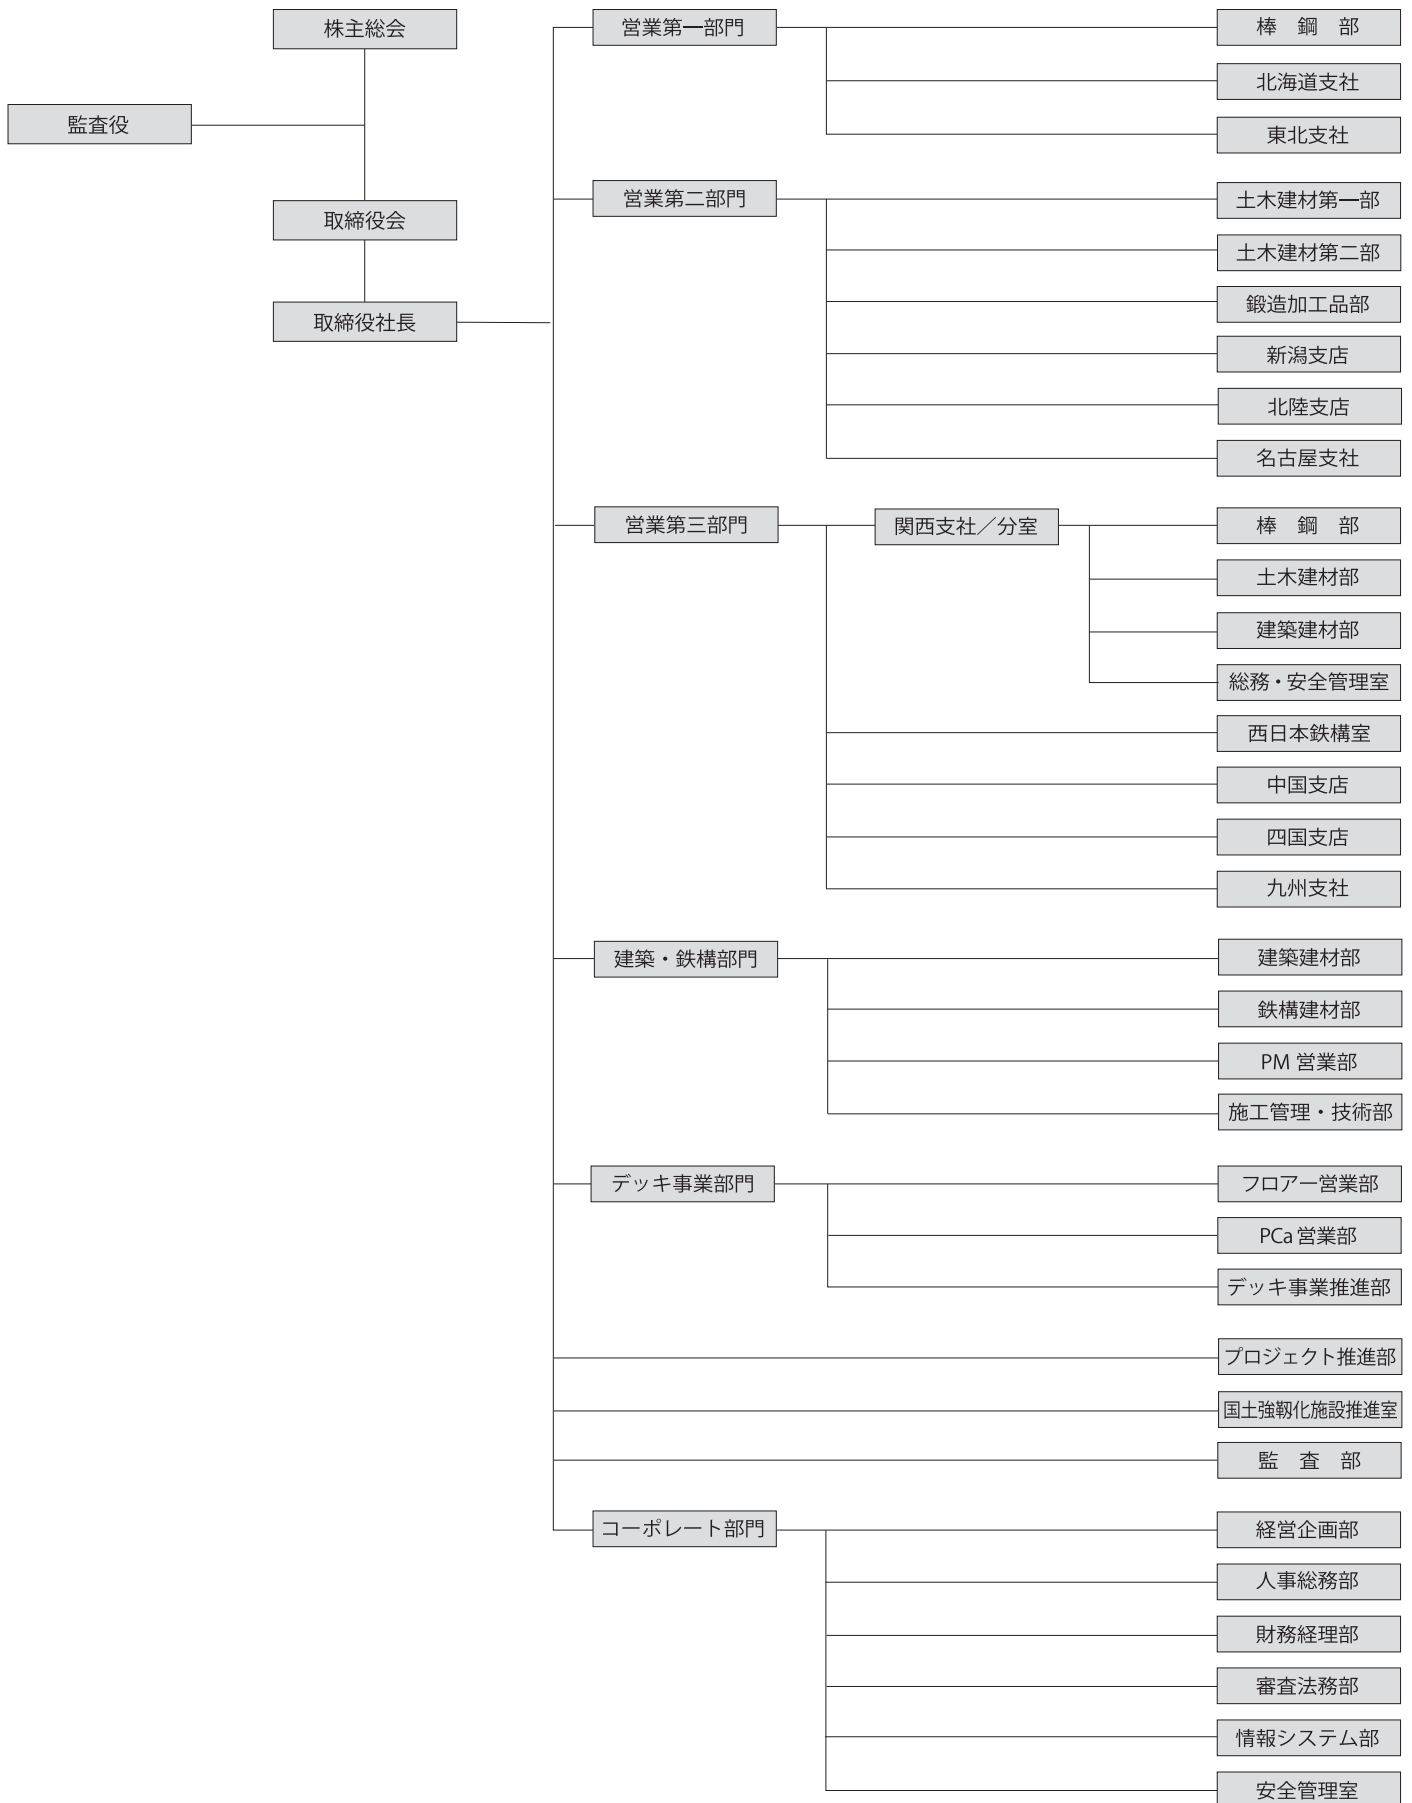 株主総会
監査役
取締役会
取締役社長
営業第一部門
棒　鋼　部
北海道支社
東北支社
営業第二部門
土木建材第一部
土木建材第二部
鍛造加工品部
新潟支店
北陸支店
名古屋支社
営業第三部門
関西支社／分室
棒　鋼　部
土木建材部
建築建材部
総務・安全管理室
西日本鉄構室
中国支店
四国支店
九州支社
建築・鉄構部門
建築建材部
鉄構建材部
PM 営業部
施工管理・技術部
デッキ事業部門
フロアー営業部
PCa 営業部
デッキ事業推進部
プロジェクト推進部
国土強靱化施設推進室
監　査　部
コーポレート部門
経営企画部
人事総務部
財務経理部
審査法務部
情報システム部
安全管理室